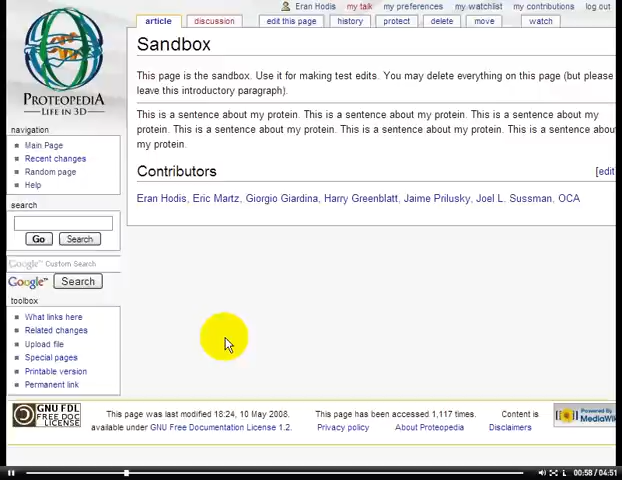 Eran Hodis my talk my preferences my watchlist my contributions log out
article discussion edit this page history protect delete move watch
Sandbox
This page is the sandbox. Use it for making test edits. You may delete everything on this page (but please
leave this introductory paragraph).
This is a sentence about my protein. This is a sentence about my protein. This is a sentence about my
protein. This is a sentence about my protein. This is a sentence about my protein. This is a sentence about
my protein.
Contributors
[edit
Eran Hodis, Eric Martz, Giorgio Giardina, Harry Greenblatt, Jaime Prilusky, Joel L. Sussman, OCA
PROTEOPEDIA
LIFE IN 3D
navigation
Main Page
Recent changes
Random page
Help
search
Go Search
Google™ Custom Search
Google™ Search
toolbox
What links here
Related changes
Upload file
Special pages
Printable version
Permanent link
GNU FDL
FREE DOC
LICENSE
This page was last modified 18:24, 10 May 2008. This page has been accessed 1,117 times. Content is
available under GNU Free Documentation License 1.2. Privacy policy About Proteopedia Disclaimers
Powered By
MediaWik
00:58 / 04:51